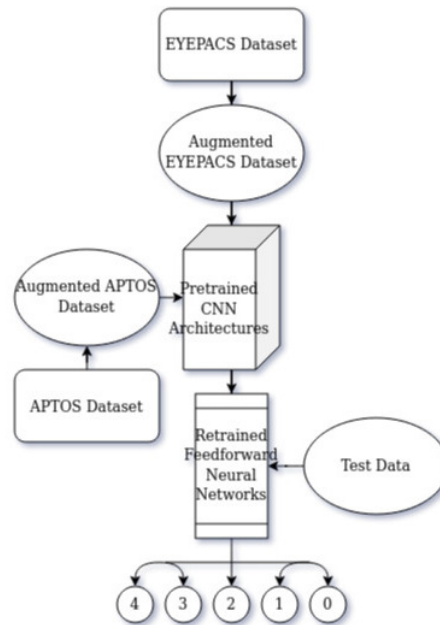 EYEPACS Dataset
Augmented
EYEPACS Dataset
Augmented APTOS
Dataset
Pretrained
CNN
Architectures
APTOS Dataset
Retrained
Feedforward
Neural
Networks
Test Data
4 3 2 1 0